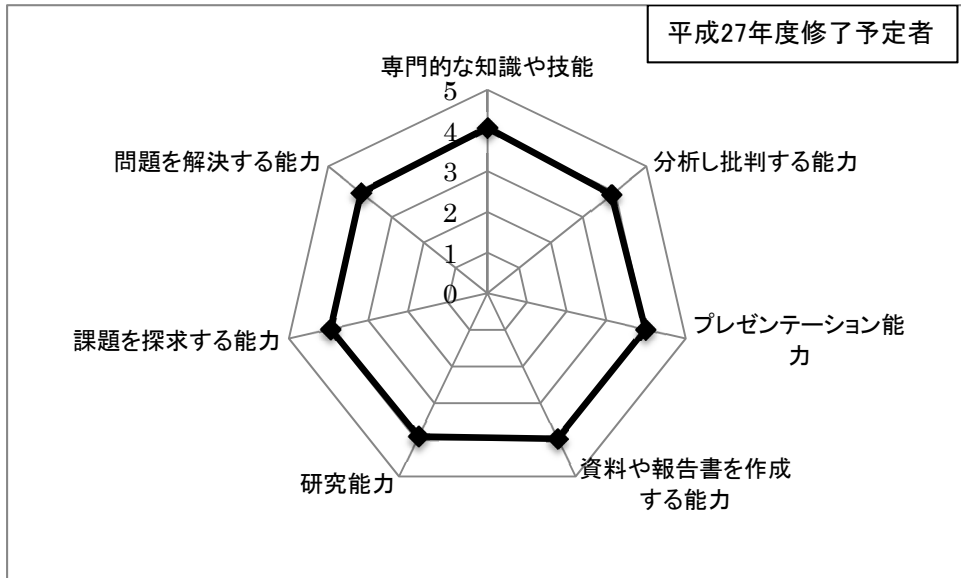 平成27年度修了予定者
専門的な知識や技能
5
4
3
2
1
0
問題を解決する能力
分析し批判する能力
課題を探求する能力
プレゼンテーション能
力
研究能力
資料や報告書を作成
する能力